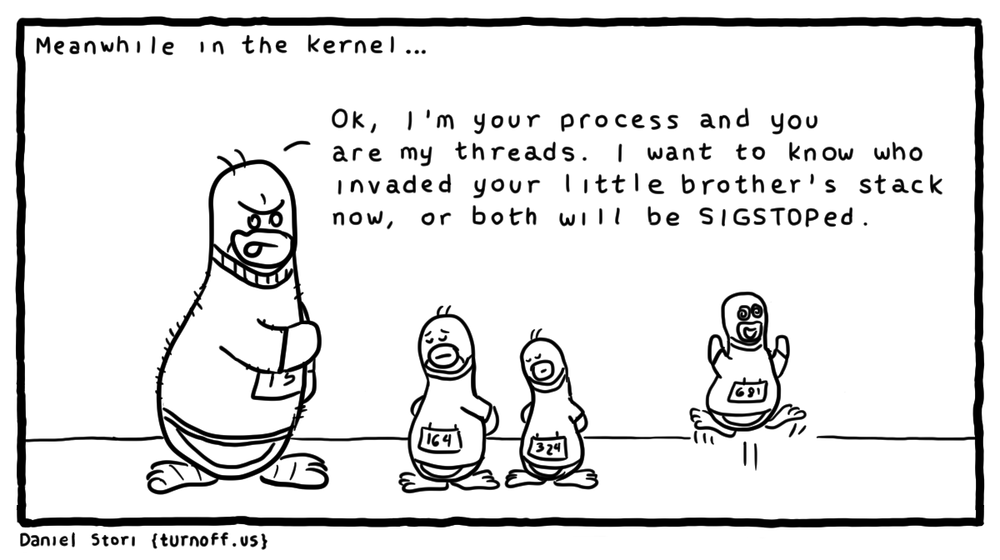 Meanwhile in the kernel...
Ok, I'm your process and you
are my threads. I want to know who
invaded your little brother's stack
now, or both will be SIGSTOPed.
15
164
324
681
Daniel Stori {turnoff.us}